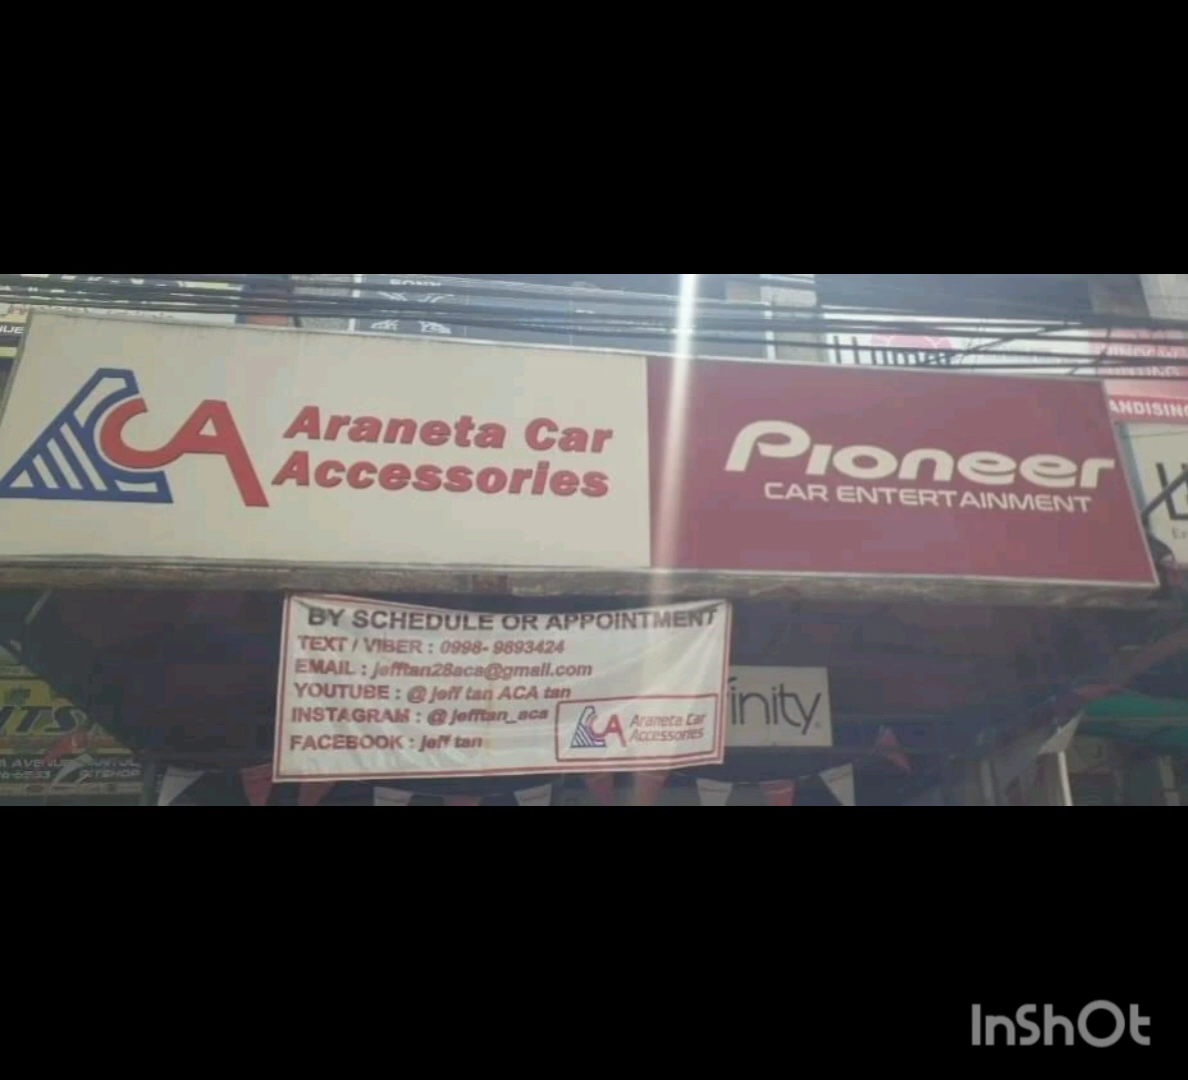 ACA
Araneta Car
Accessories
Pioneer
CAR ENTERTAINMENT
ANDISING
BY SCHEDULE OR APPOINTMENT
TEXT / VIBER : 0998- 9893424
EMAIL : jefftan28aca@gmail.com
YOUTUBE : @ jeff tan ACA tan
INSTAGRAM : @ jefftan_aca
FACEBOOK : jeff tan
ACA
Araneta Car
Accessories
finity
InShOt